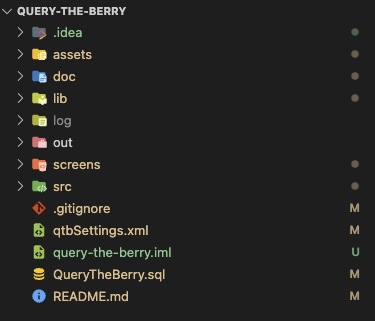 QUERY-THE-BERRY
.idea
assets
doc
lib
log
out
screens
src
.gitignore M
qtbSettings.xml M
query-the-berry.iml U
QueryTheBerry.sql M
README.md M